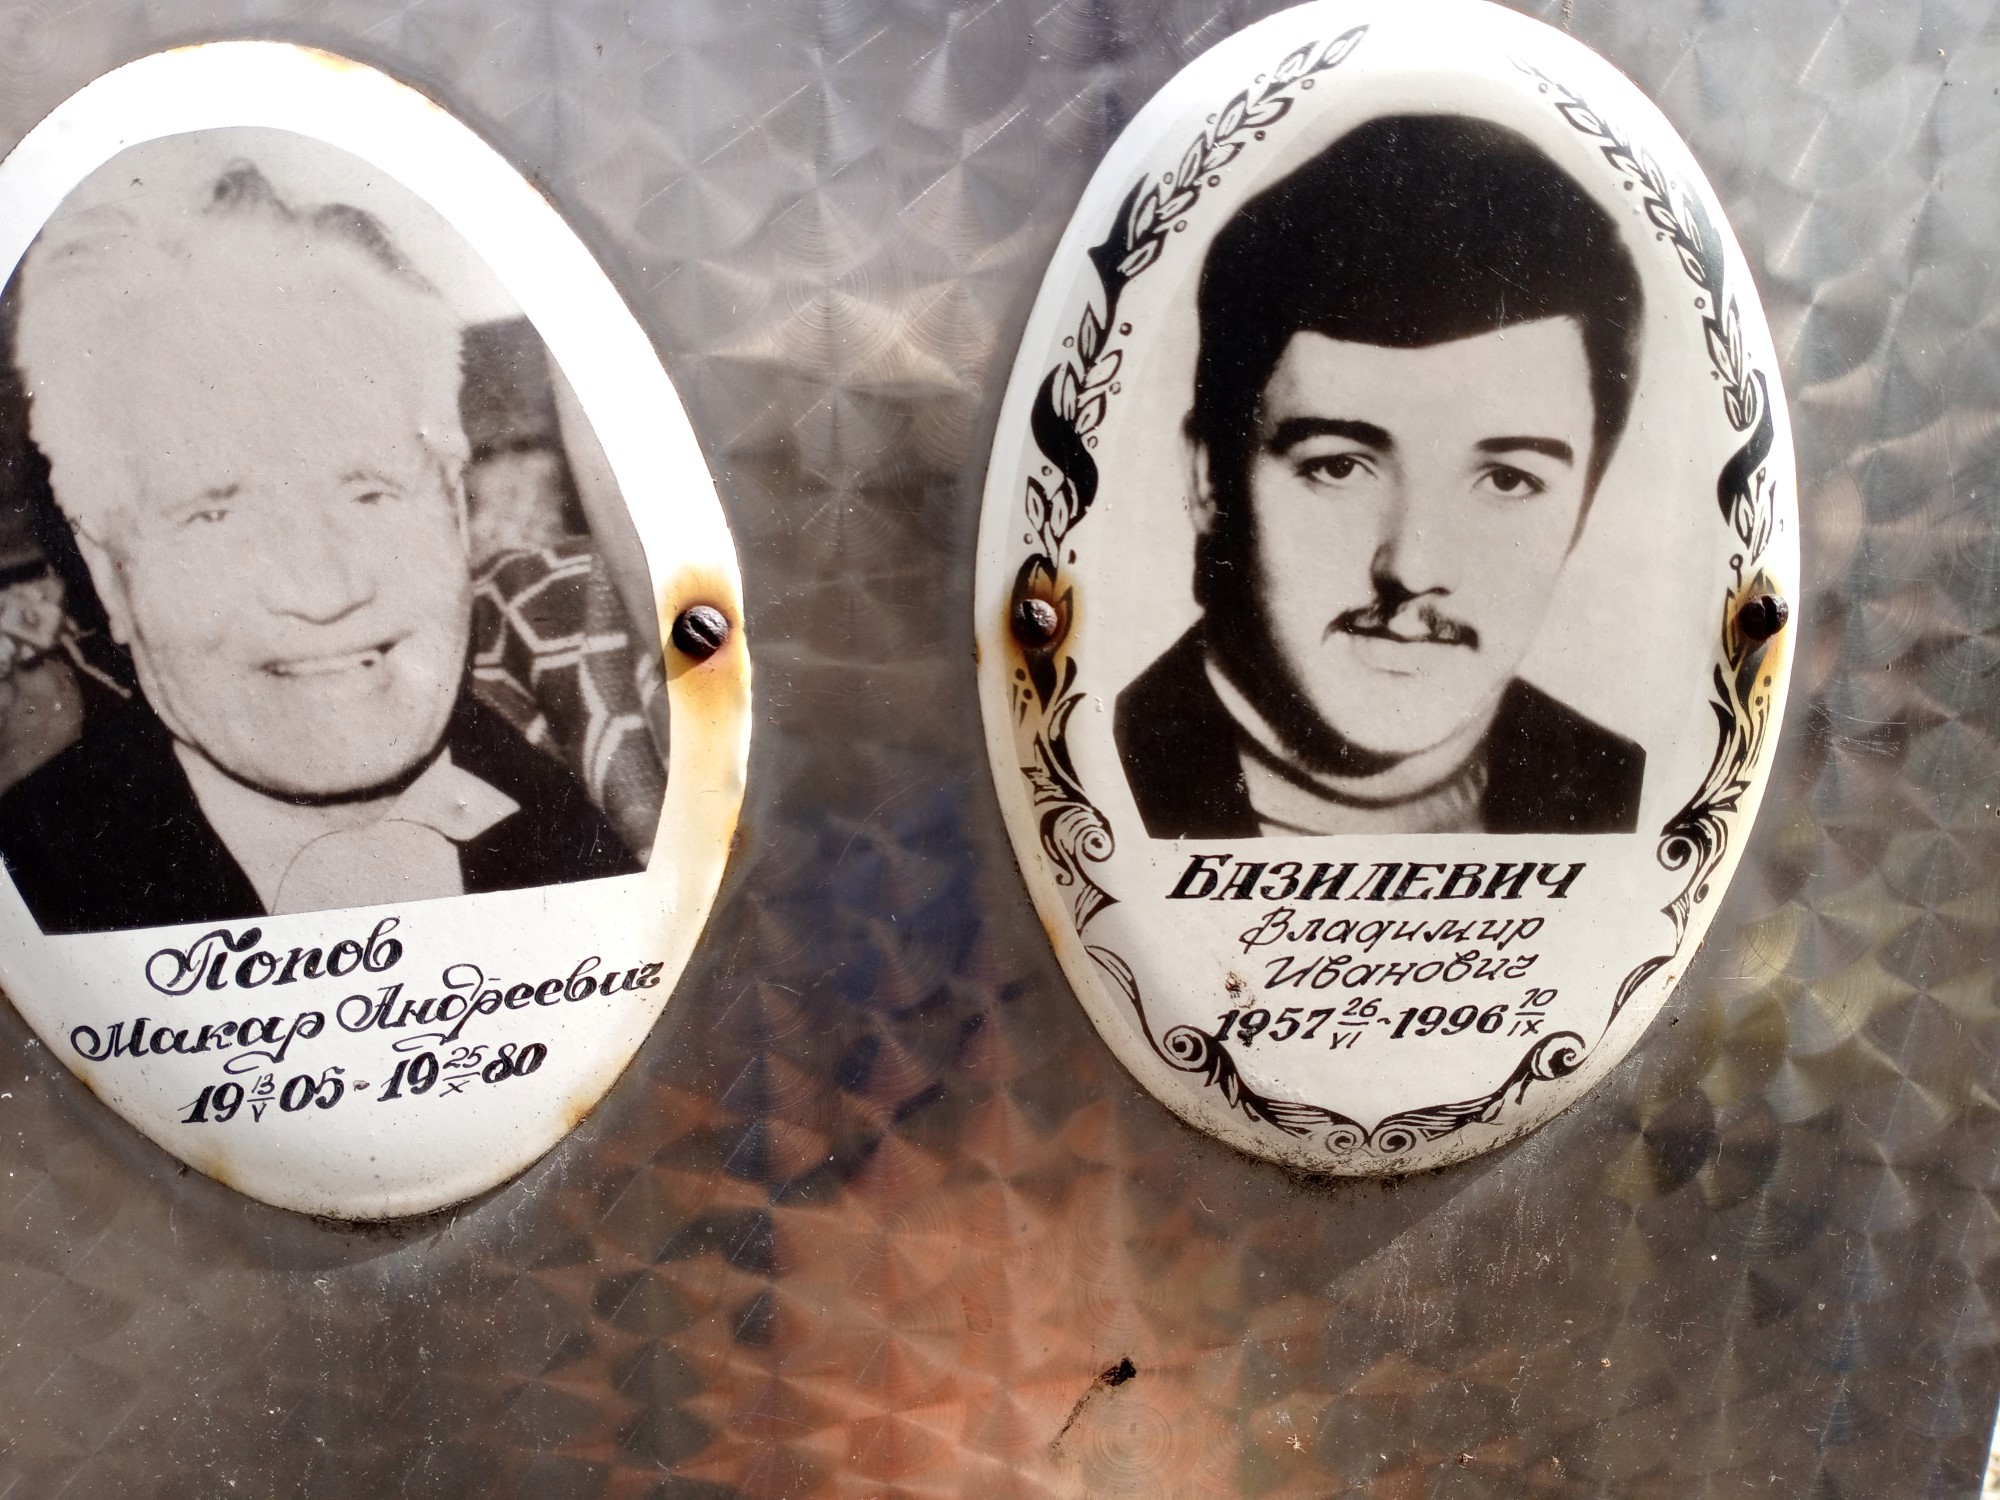 Попов
Макар Андреевич
19 13/V 05 - 19 25/X 80
БАЗИЛЕВИЧ
Владимир
Иванович
1957 26/VI - 1996 10/IX